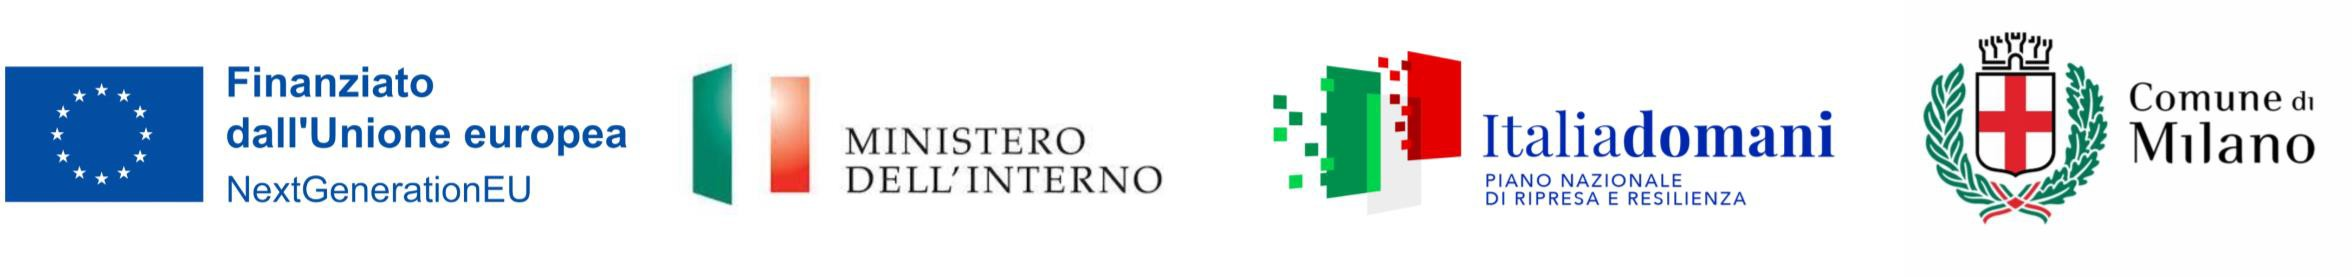 Finanziato
dall'Unione europea
NextGenerationEU
MINISTERO
DELL'INTERNO
Italiadomani
PIANO NAZIONALE
DI RIPRESA E RESILIENZA
Comune di
Milano